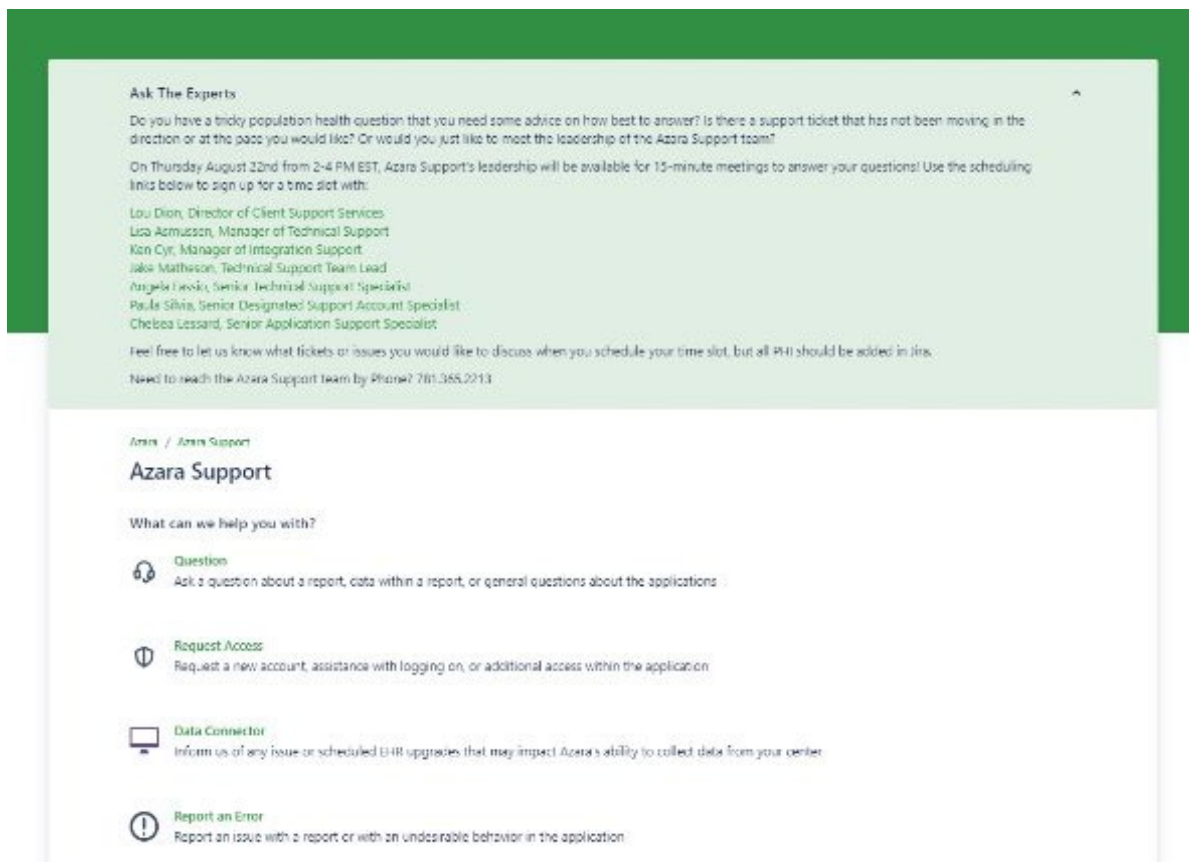 Ask The Experts
Do you have a tricky population health question that you need some advice on how best to answer? Is there a support ticket that has not been moving in the
direction or at the pace you would like? Or would you just like to meet the leadership of the Azara Support team?
On Thursday August 22nd from 2-4 PM EST, Azara Support's leadership will be available for 15-minute meetings to answer your questions! Use the scheduling
links below to sign up for a time slot with:
Lou Dion, Director of Client Support Services
Lisa Asmussen, Manager of Technical Support
Ken Cyr, Manager of Integration Support
Jake Matheson, Technical Support Team Lead
Angela Senior Technical Support Specialist
Paula Silvia, Senior Designated Support Account Specialist
Chelsea Lessard, Senior Application Support Specialist
Feel free to let us know what tickets or issues you would like to discuss when you schedule your time slot, but all PHI should be added in Jira.
Need to reach the Azara Support team by Phone? 781.365.2213
Azara / Azara Support
Azara Support
What can we help you with?
Question
Ask a question about a report, data within a report, or general questions about the applications
Request Access
Request a new account, assistance with logging on, or additional access within the application
Data Connector
Inform us of any issue or scheduled EHR upgrades that may impact Azara's ability to collect data from your center
Report an Error
Report an issue with a report or with an undesirable behavior in the application